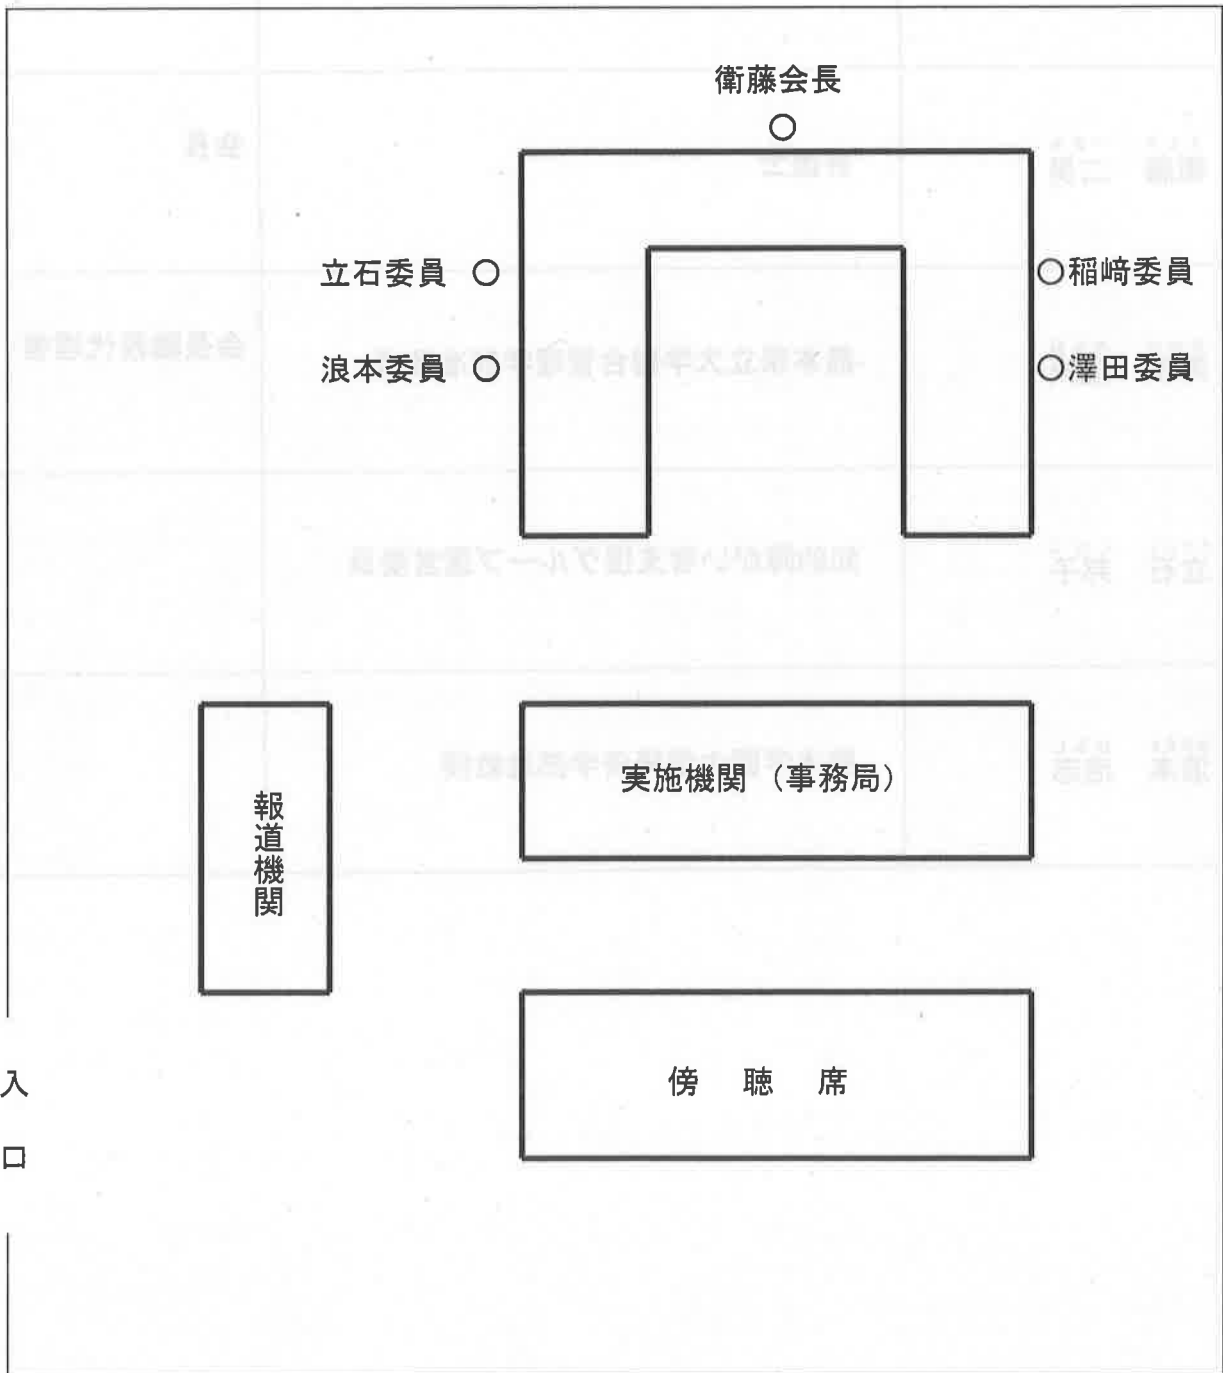 衛藤会長
立石委員
稲﨑委員
浪本委員
澤田委員
実施機関（事務局）
報道機関
傍聴席
入口